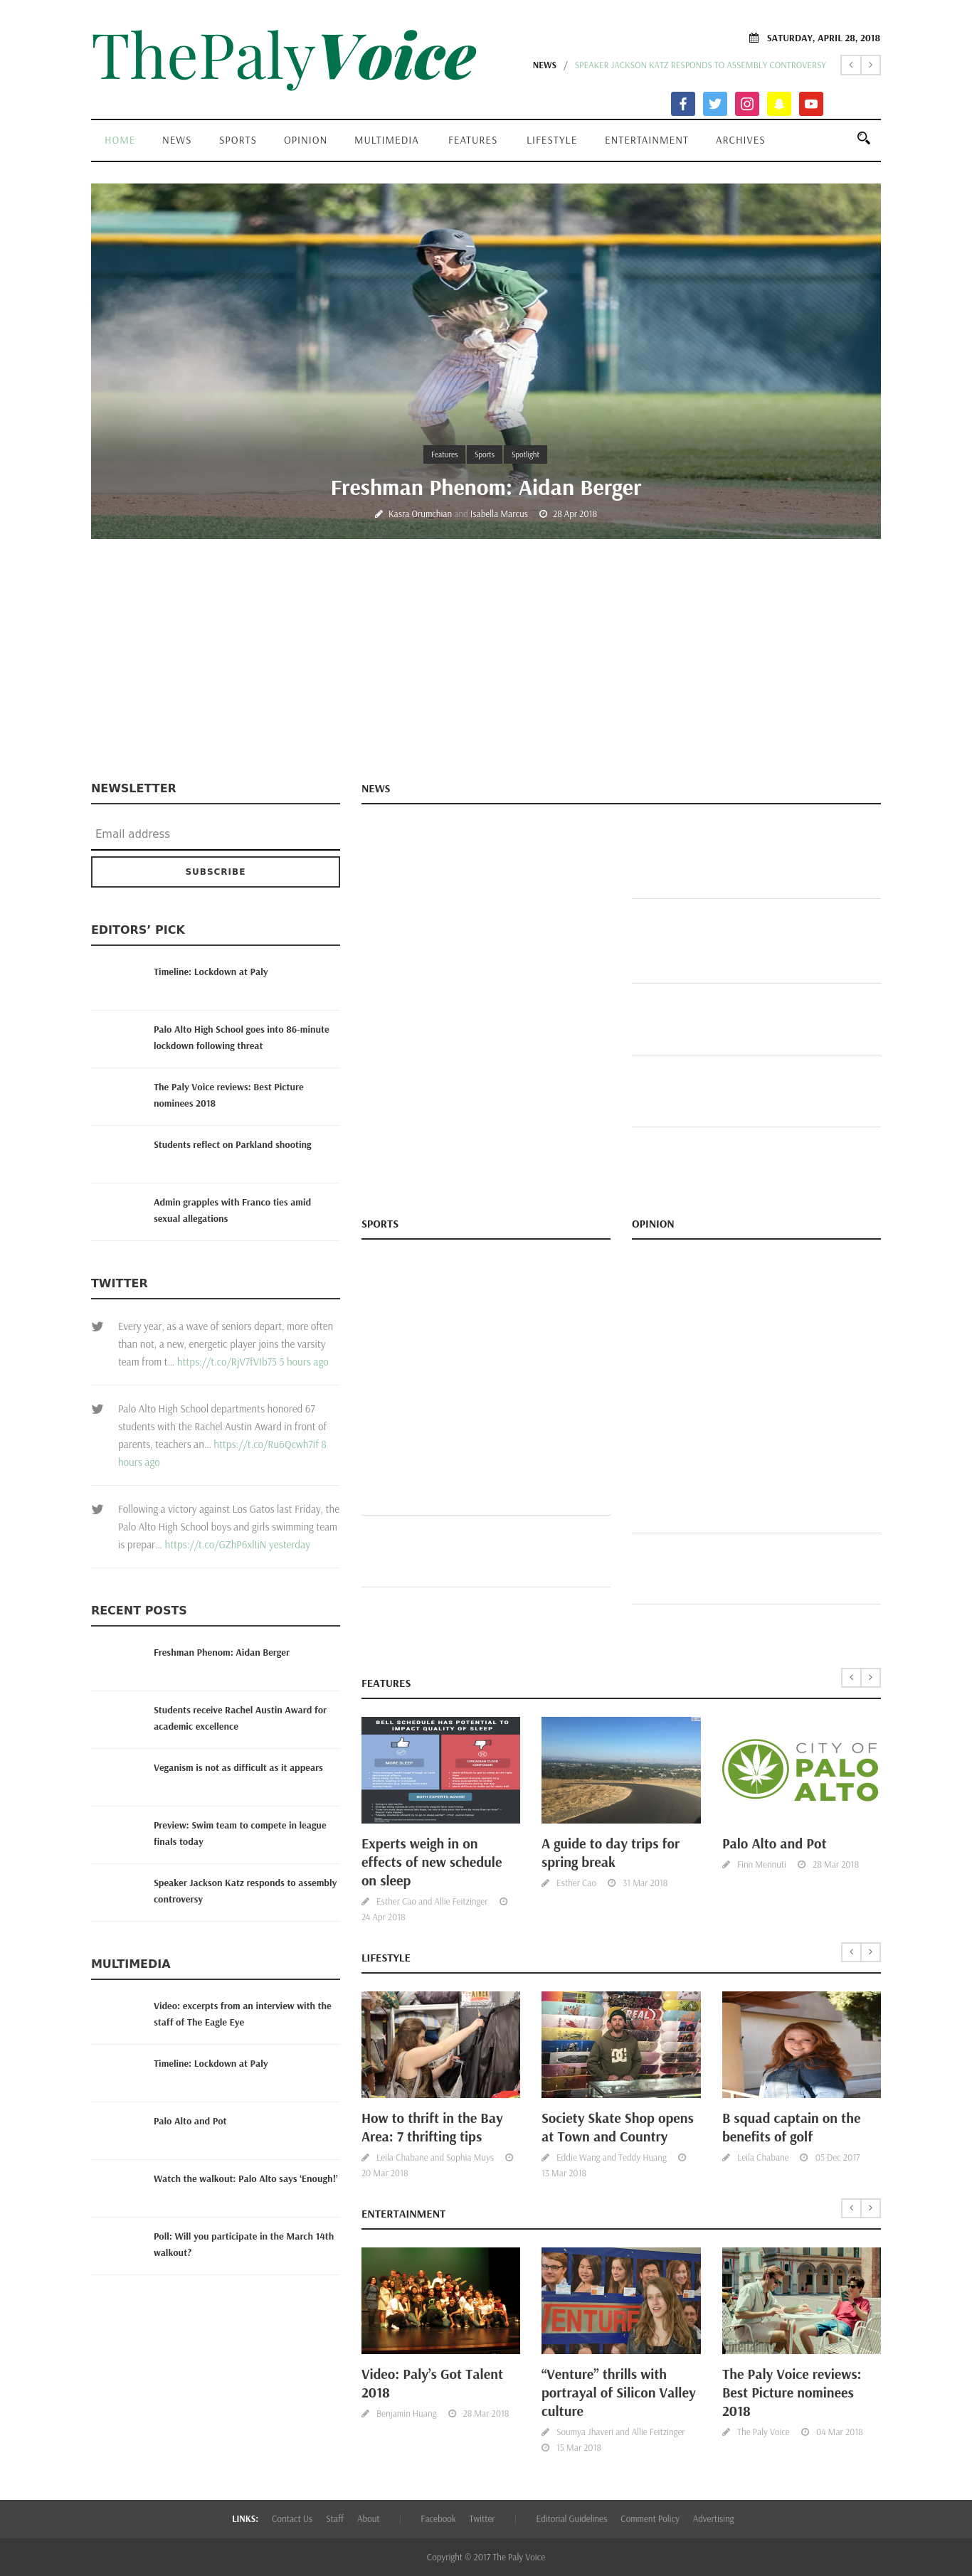 ThePalyVoice
SATURDAY, APRIL 28, 2018
NEWS / SPEAKER JACKSON KATZ RESPONDS TO ASSEMBLY CONTROVERSY
HOME NEWS SPORTS OPINION MULTIMEDIA FEATURES LIFESTYLE ENTERTAINMENT ARCHIVES
Features Sports Spotlight
Freshman Phenom: Aidan Berger
Kasra Orumchian and Isabella Marcus 28 Apr 2018
NEWSLETTER
Email address
SUBSCRIBE
EDITORS’ PICK
Timeline: Lockdown at Paly
Palo Alto High School goes into 86-minute
lockdown following threat
The Paly Voice reviews: Best Picture
nominees 2018
Students reflect on Parkland shooting
Admin grapples with Franco ties amid
sexual allegations
TWITTER
Every year, as a wave of seniors depart, more often
than not, a new, energetic player joins the varsity
team from t... https://t.co/RjV7fVIb75 5 hours ago
Palo Alto High School departments honored 67
students with the Rachel Austin Award in front of
parents, teachers an... https://t.co/Ru6Qcwh7if 8
hours ago
Following a victory against Los Gatos last Friday, the
Palo Alto High School boys and girls swimming team
is prepar... https://t.co/GZhP6xlIiN yesterday
RECENT POSTS
Freshman Phenom: Aidan Berger
Students receive Rachel Austin Award for
academic excellence
Veganism is not as difficult as it appears
Preview: Swim team to compete in league
finals today
Speaker Jackson Katz responds to assembly
controversy
MULTIMEDIA
Video: excerpts from an interview with the
staff of The Eagle Eye
Timeline: Lockdown at Paly
Palo Alto and Pot
Watch the walkout: Palo Alto says ‘Enough!’
Poll: Will you participate in the March 14th
walkout?
NEWS
SPORTS
OPINION
FEATURES
BELL SCHEDULE HAS POTENTIAL TO
IMPACT QUALITY OF SLEEP
MORE SLEEP
BOTH EXPERTS ADVISE
CITY OF
PALO
ALTO
Experts weigh in on
effects of new schedule
on sleep
Esther Cao and Allie Feitzinger
24 Apr 2018
A guide to day trips for
spring break
Esther Cao 31 Mar 2018
Palo Alto and Pot
Finn Mennuti 28 Mar 2018
LIFESTYLE
REAL
DC
How to thrift in the Bay
Area: 7 thrifting tips
Leila Chabane and Sophia Muys
20 Mar 2018
Society Skate Shop opens
at Town and Country
Eddie Wang and Teddy Huang
13 Mar 2018
B squad captain on the
benefits of golf
Leila Chabane 05 Dec 2017
ENTERTAINMENT
VENTURE
Video: Paly’s Got Talent
2018
Benjamin Huang 28 Mar 2018
“Venture” thrills with
portrayal of Silicon Valley
culture
Soumya Jhaveri and Allie Feitzinger
15 Mar 2018
The Paly Voice reviews:
Best Picture nominees
2018
The Paly Voice 04 Mar 2018
LINKS: Contact Us Staff About | Facebook Twitter | Editorial Guidelines Comment Policy Advertising
Copyright © 2017 The Paly Voice